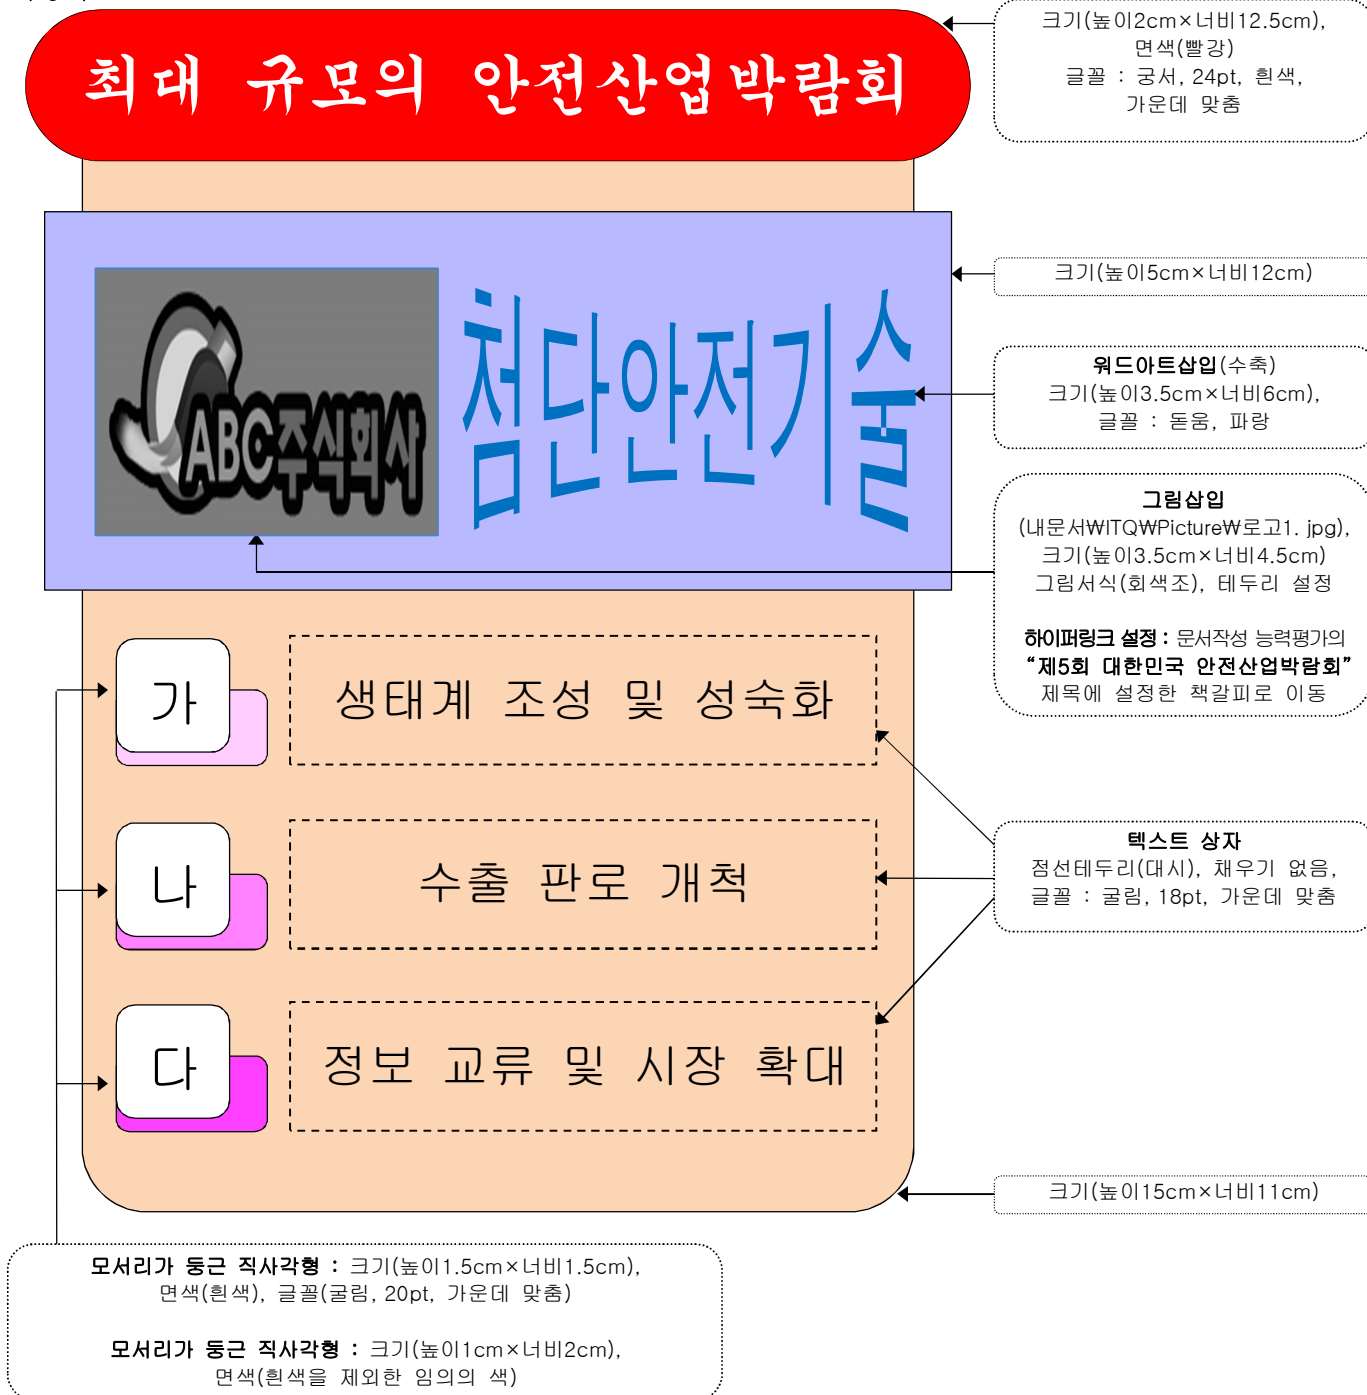 최대 규모의 안전산업박람회
크기(높이2cm×너비12.5cm),
면색(빨강)
글꼴 : 궁서, 24pt, 흰색,
가운데 맞춤
크기(높이5cm×너비12cm)
ABC주식회사
첨단안전기술
워드아트삽입(수축)
크기(높이3.5cm×너비6cm),
글꼴 : 돋움, 파랑
그림삽입
(내문서₩ITQ₩Picture₩로고1. jpg),
크기(높이3.5cm×너비4.5cm)
그림서식(회색조), 테두리 설정
하이퍼링크 설정 : 문서작성 능력평가의
“제5회 대한민국 안전산업박람회”
제목에 설정한 책갈피로 이동
가
생태계 조성 및 성숙화
나
수출 판로 개척
텍스트 상자
점선테두리(대시), 채우기 없음,
글꼴 : 굴림, 18pt, 가운데 맞춤
다
정보 교류 및 시장 확대
크기(높이15cm×너비11cm)
모서리가 둥근 직사각형 : 크기(높이1.5cm×너비1.5cm),
면색(흰색), 글꼴(굴림, 20pt, 가운데 맞춤)
모서리가 둥근 직사각형 : 크기(높이1cm×너비2cm),
면색(흰색을 제외한 임의의 색)